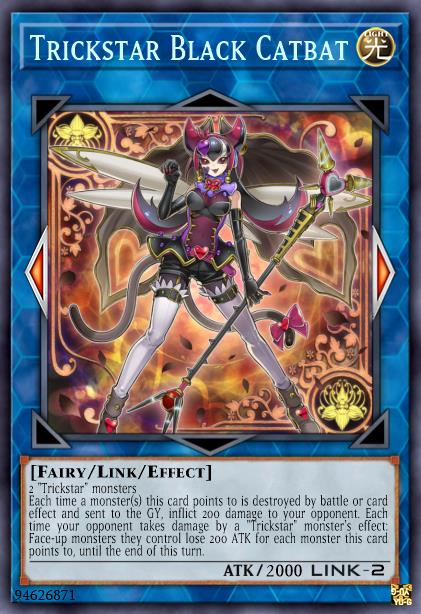 TRICKSTAR BLACK CATBAT
LIGHT
光
[FAIRY/LINK/EFFECT]
2 "Trickstar" monsters
Each time a monster(s) this card points to is destroyed by battle or card
effect and sent to the GY, inflict 200 damage to your opponent. Each
time your opponent takes damage by a "Trickstar" monster's effect:
Face-up monsters they control lose 200 ATK for each monster this card
points to, until the end of this turn.
ATK/2000 LINK-2
94626871